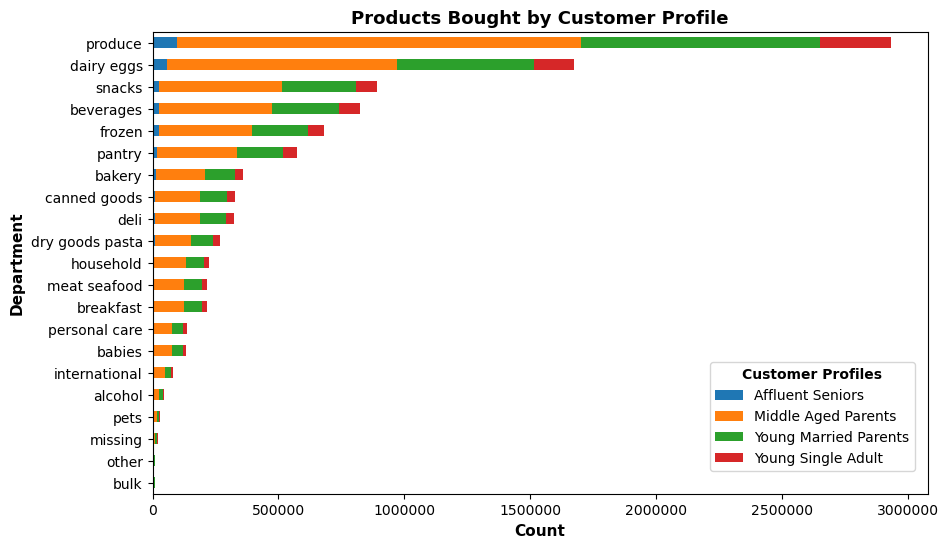 Products Bought by Customer Profile
produce
dairy eggs
snacks
beverages
frozen
pantry
bakery
canned goods
deli
dry goods pasta
household
meat seafood
breakfast
personal care
babies
international
alcohol
pets
missing
other
bulk
Department
Customer Profiles
Affluent Seniors
Middle Aged Parents
Young Married Parents
Young Single Adult
0 500000 1000000 1500000 2000000 2500000 3000000
Count